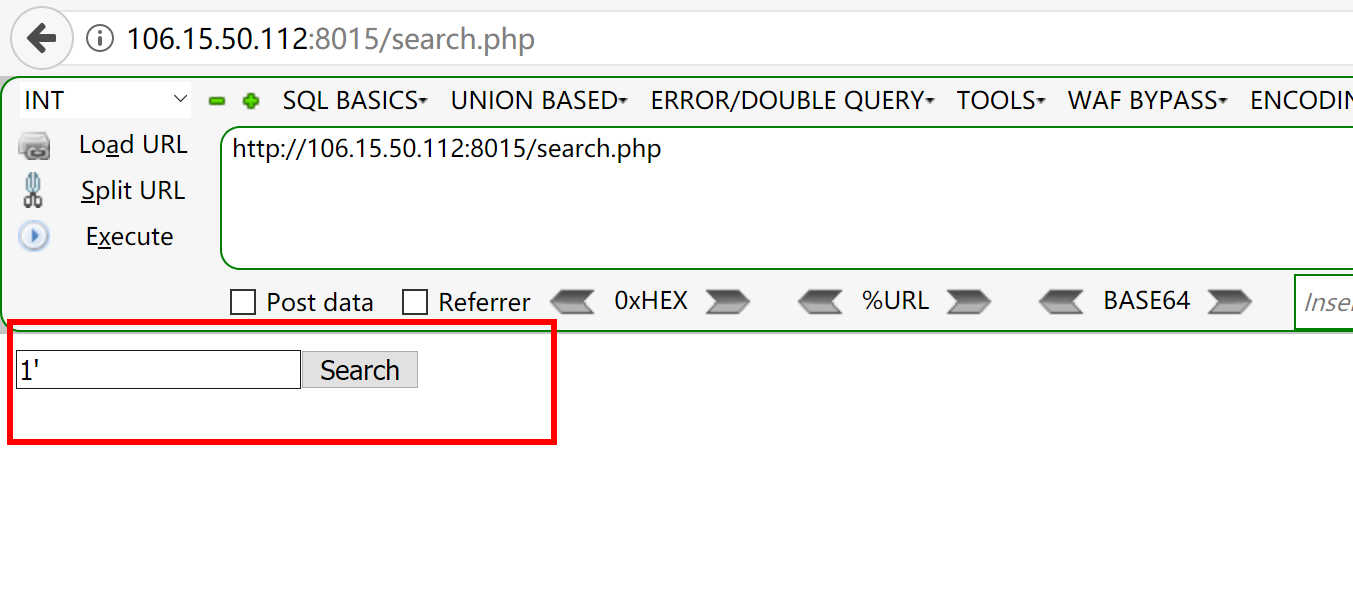 106.15.50.112:8015/search.php
INT SQL BASICS UNION BASED ERROR/DOUBLE QUERY TOOLS WAF BYPASS ENCODIN
Load URL
http://106.15.50.112:8015/search.php
Split URL
Execute
Post data Referrer 0xHEX %URL BASE64 Inser
1' Search